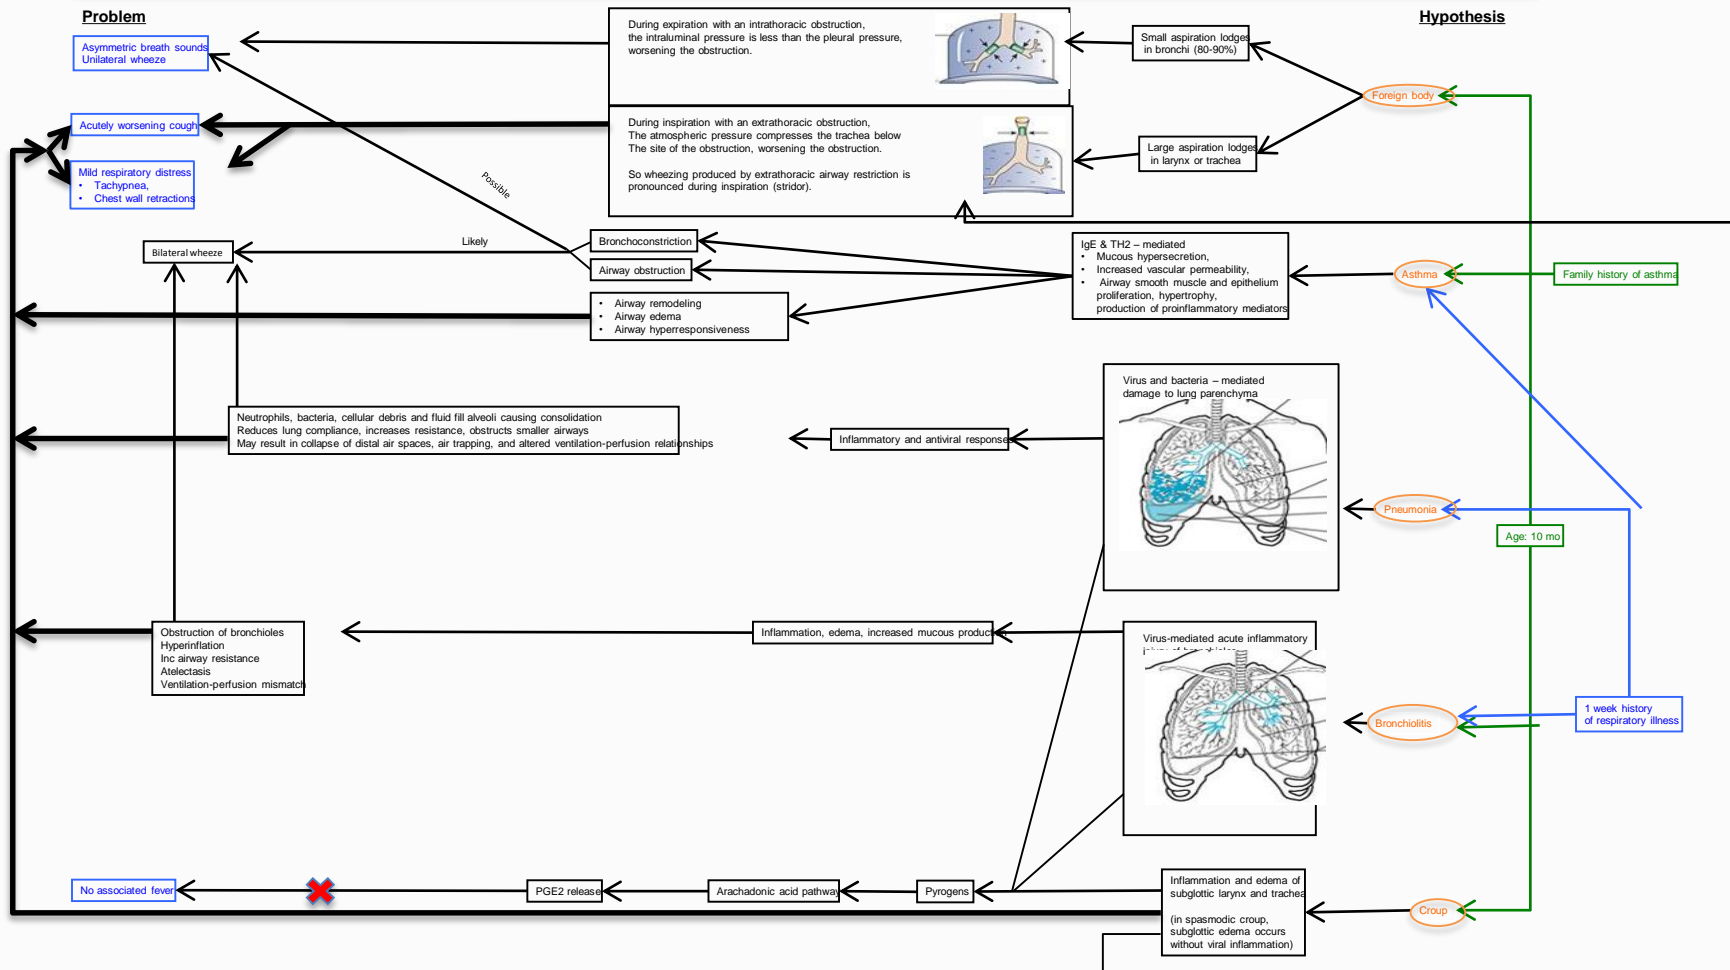 Problem
Hypothesis
Asymmetric breath sounds
Unilateral wheeze
Acutely worsening cough
Mild respiratory distress
• Tachypnea,
• Chest wall retractions
During expiration with an intrathoracic obstruction,
the intraluminal pressure is less than the pleural pressure,
worsening the obstruction.
Small aspiration lodges
in bronchi (80-90%)
Foreign body
During inspiration with an extrathoracic obstruction,
The atmospheric pressure compresses the trachea below
The site of the obstruction, worsening the obstruction.
So wheezing produced by extrathoracic airway restriction is
pronounced during inspiration (stridor).
Large aspiration lodges
in larynx or trachea
Possible
Likely
Bilateral wheeze
Bronchoconstriction
Airway obstruction
• Airway remodeling
• Airway edema
• Airway hyperresponsiveness
IgE & TH2 – mediated
• Mucous hypersecretion,
• Increased vascular permeability,
• Airway smooth muscle and epithelium
proliferation, hypertrophy,
production of proinflammatory mediators
Asthma
Family history of asthma
Neutrophils, bacteria, cellular debris and fluid fill alveoli causing consolidation
Reduces lung compliance, increases resistance, obstructs smaller airways
May result in collapse of distal air spaces, air trapping, and altered ventilation-perfusion relationships
Inflammatory and antiviral responses
Virus and bacteria – mediated
damage to lung parenchyma
Pneumonia
Age: 10 mo
Obstruction of bronchioles
Hyperinflation
Inc airway resistance
Atelectasis
Ventilation-perfusion mismatch
Inflammation, edema, increased mucous
Virus-mediated acute inflammatory
Bronchiolitis
1 week history
of respiratory illness
No associated fever
PGE2 release
Arachadonic acid pathway
Pyrogens
Inflammation and edema of
subglottic larynx and trachea
(in spasmodic croup,
subglottic edema occurs
without viral inflammation)
Croup